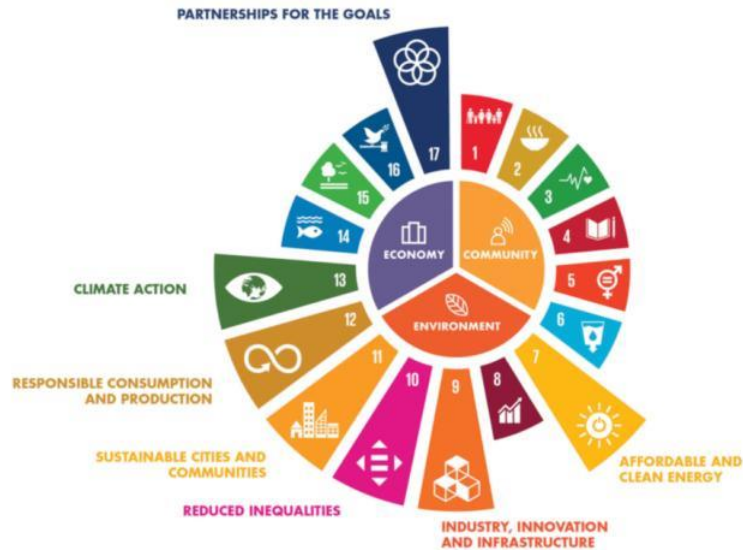 PARTNERSHIPS FOR THE GOALS
17
1
2
3
4
5
6
7
8
9
10
11
12
13
14
15
16
ECONOMY
COMMUNITY
ENVIRONMENT
CLIMATE ACTION
RESPONSIBLE CONSUMPTION
AND PRODUCTION
SUSTAINABLE CITIES AND
COMMUNITIES
REDUCED INEQUALITIES
INDUSTRY, INNOVATION
AND INFRASTRUCTURE
AFFORDABLE AND
CLEAN ENERGY